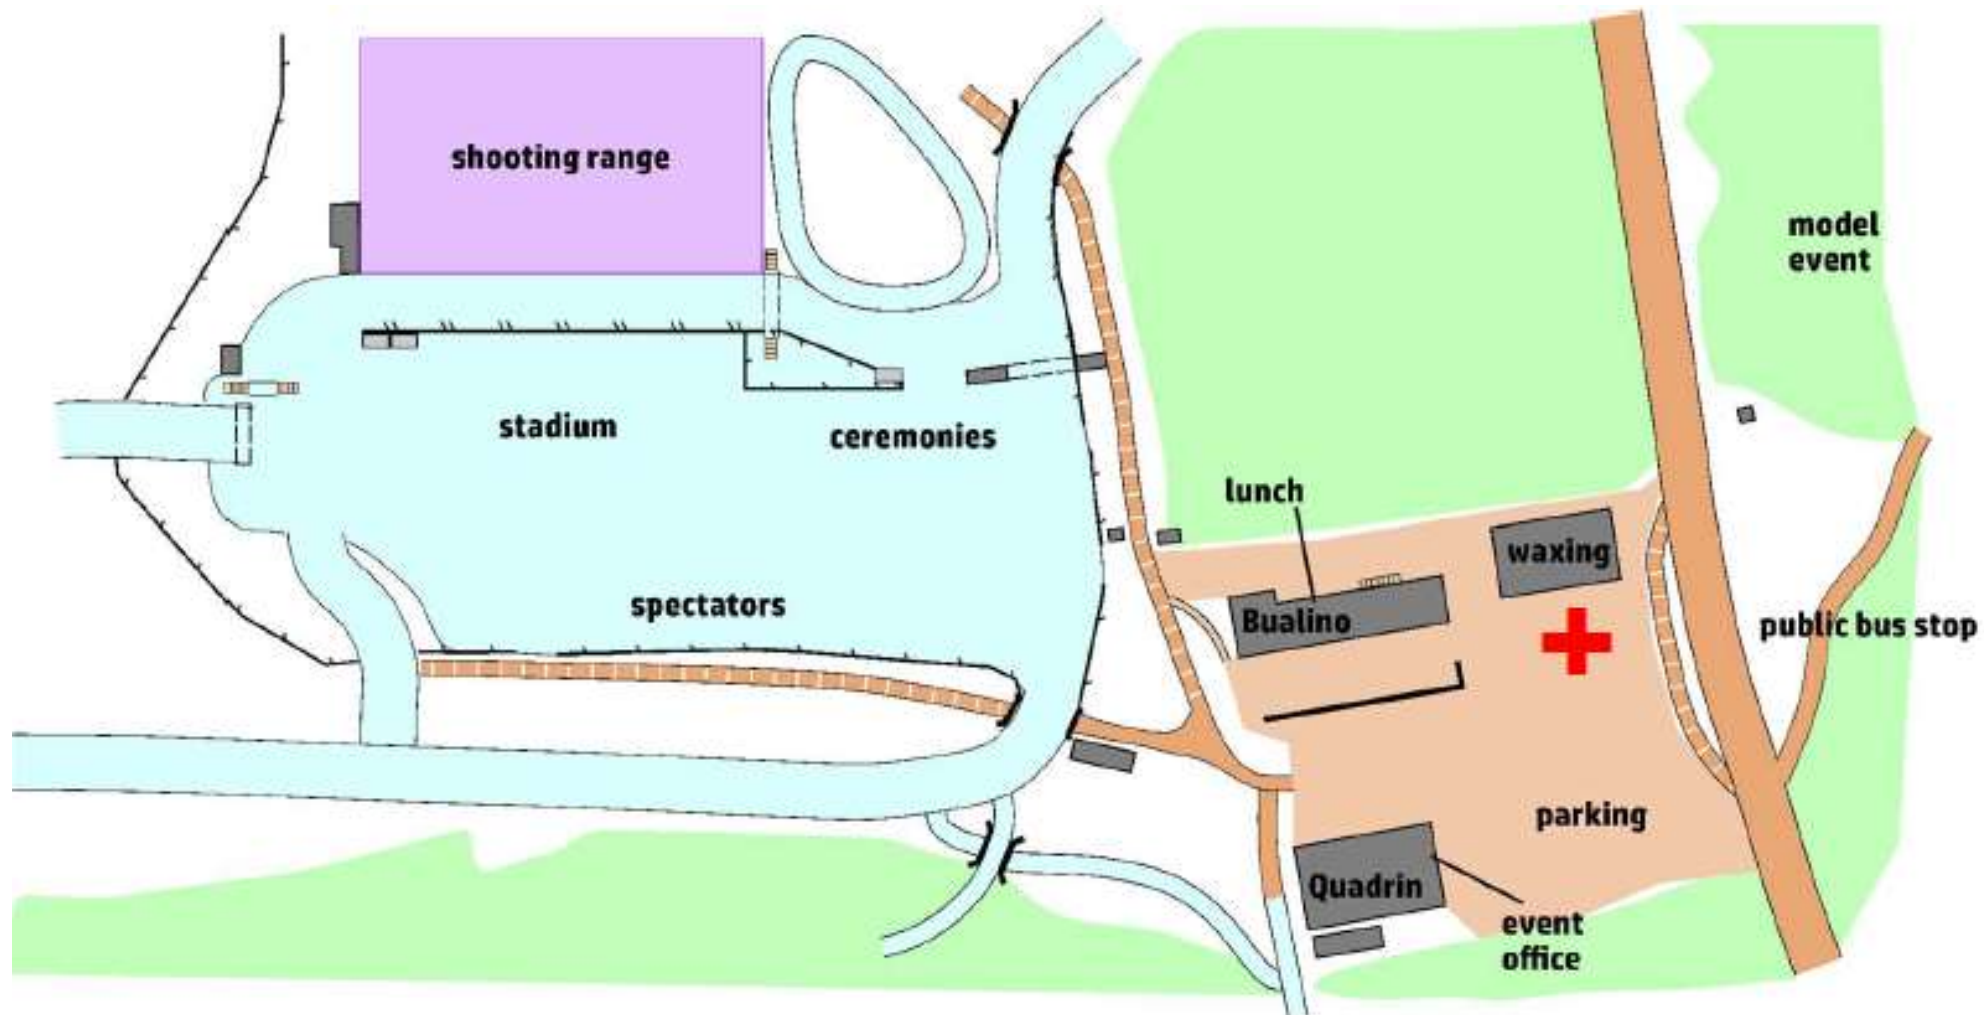 shooting range
model
event
stadium
ceremonies
lunch
waxing
spectators
Bualino
public bus stop
parking
Quadrin
event
office